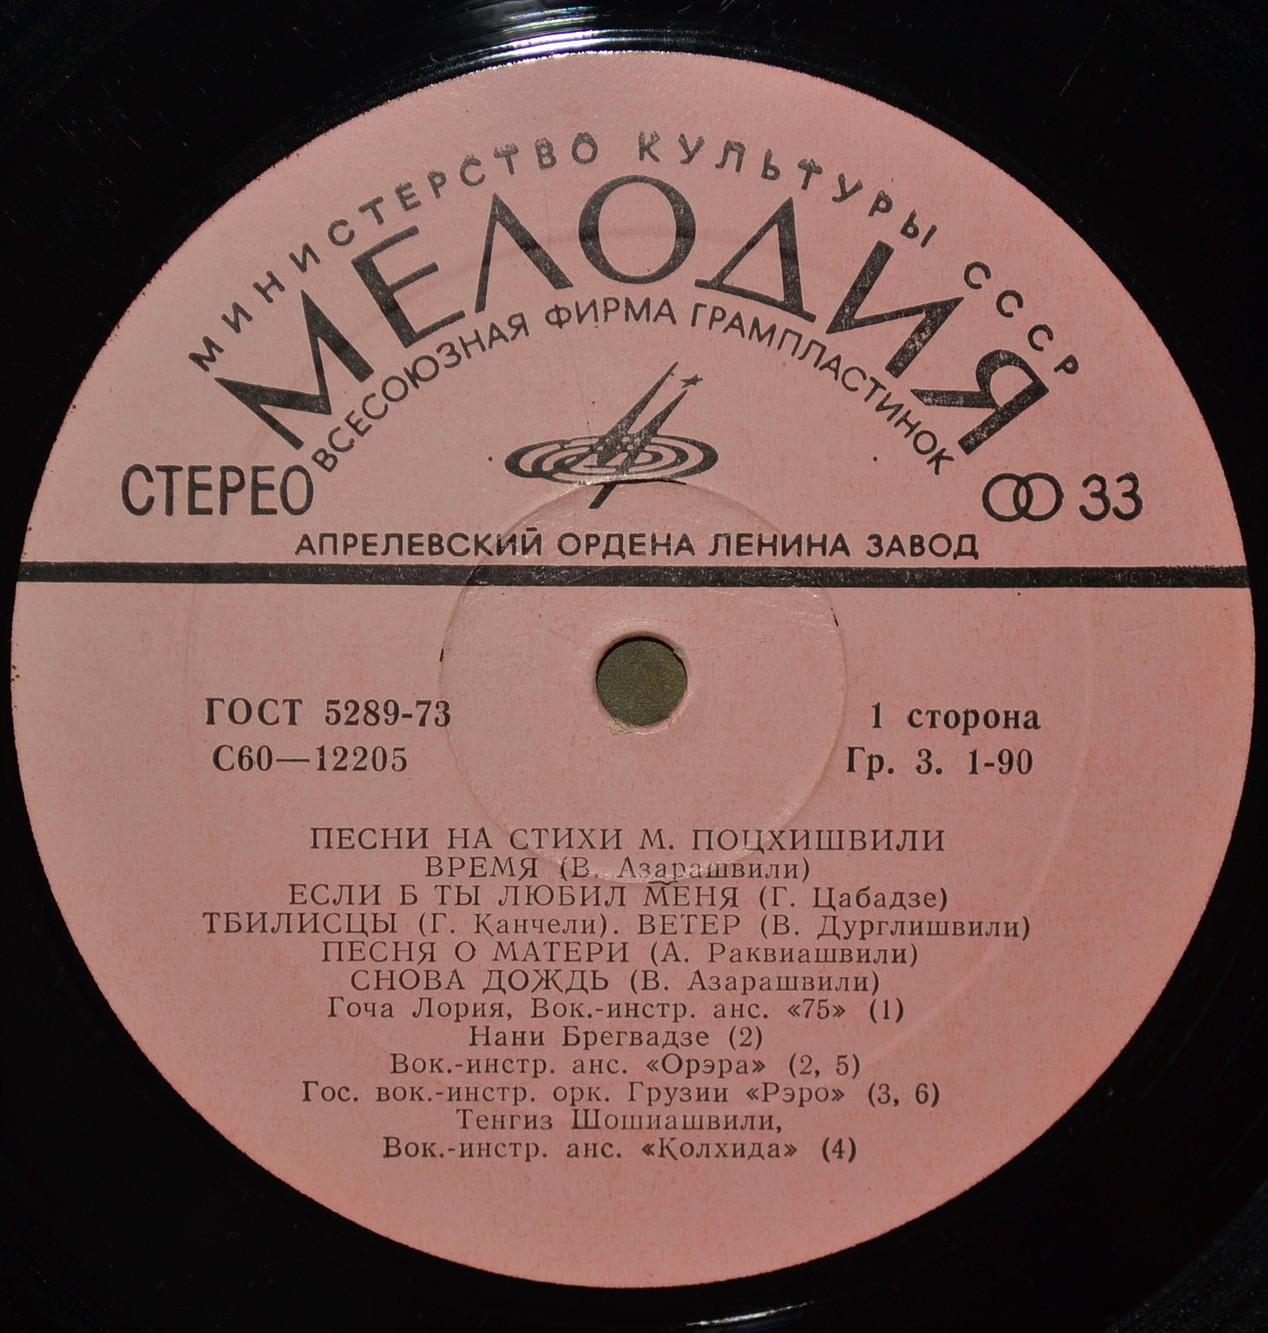 МИНИСТЕРСТВО КУЛЬТУРЫ СССР
МЕЛОДИЯ
ВСЕСОЮЗНАЯ ФИРМА ГРАМПЛАСТИНОК
СТЕРЕО
33
АПРЕЛЕВСКИЙ ОРДЕНА ЛЕНИНА ЗАВОД
ГОСТ 5289-73
С60—12205
1 сторона
Гр. 3. 1-90
ПЕСНИ НА СТИХИ М. ПОЦХИШВИЛИ
ВРЕМЯ (В. Азарашвили)
ЕСЛИ Б ТЫ ЛЮБИЛ МЕНЯ (Г. Цабадзе)
ТБИЛИСЦЫ (Г. Канчели). ВЕТЕР (В. Дурглишвили)
ПЕСНЯ О МАТЕРИ (А. Раквиашвили)
СНОВА ДОЖДЬ (В. Азарашвили)
Гоча Лория, Вок.-инстр. анс. «75» (1)
Нани Брегвадзе (2)
Вок.-инстр. анс. «Орэра» (2, 5)
Гос. вок.-инстр. орк. Грузии «Рэро» (3, 6)
Тенгиз Шошиашвили,
Вок.-инстр. анс. «Колхида» (4)